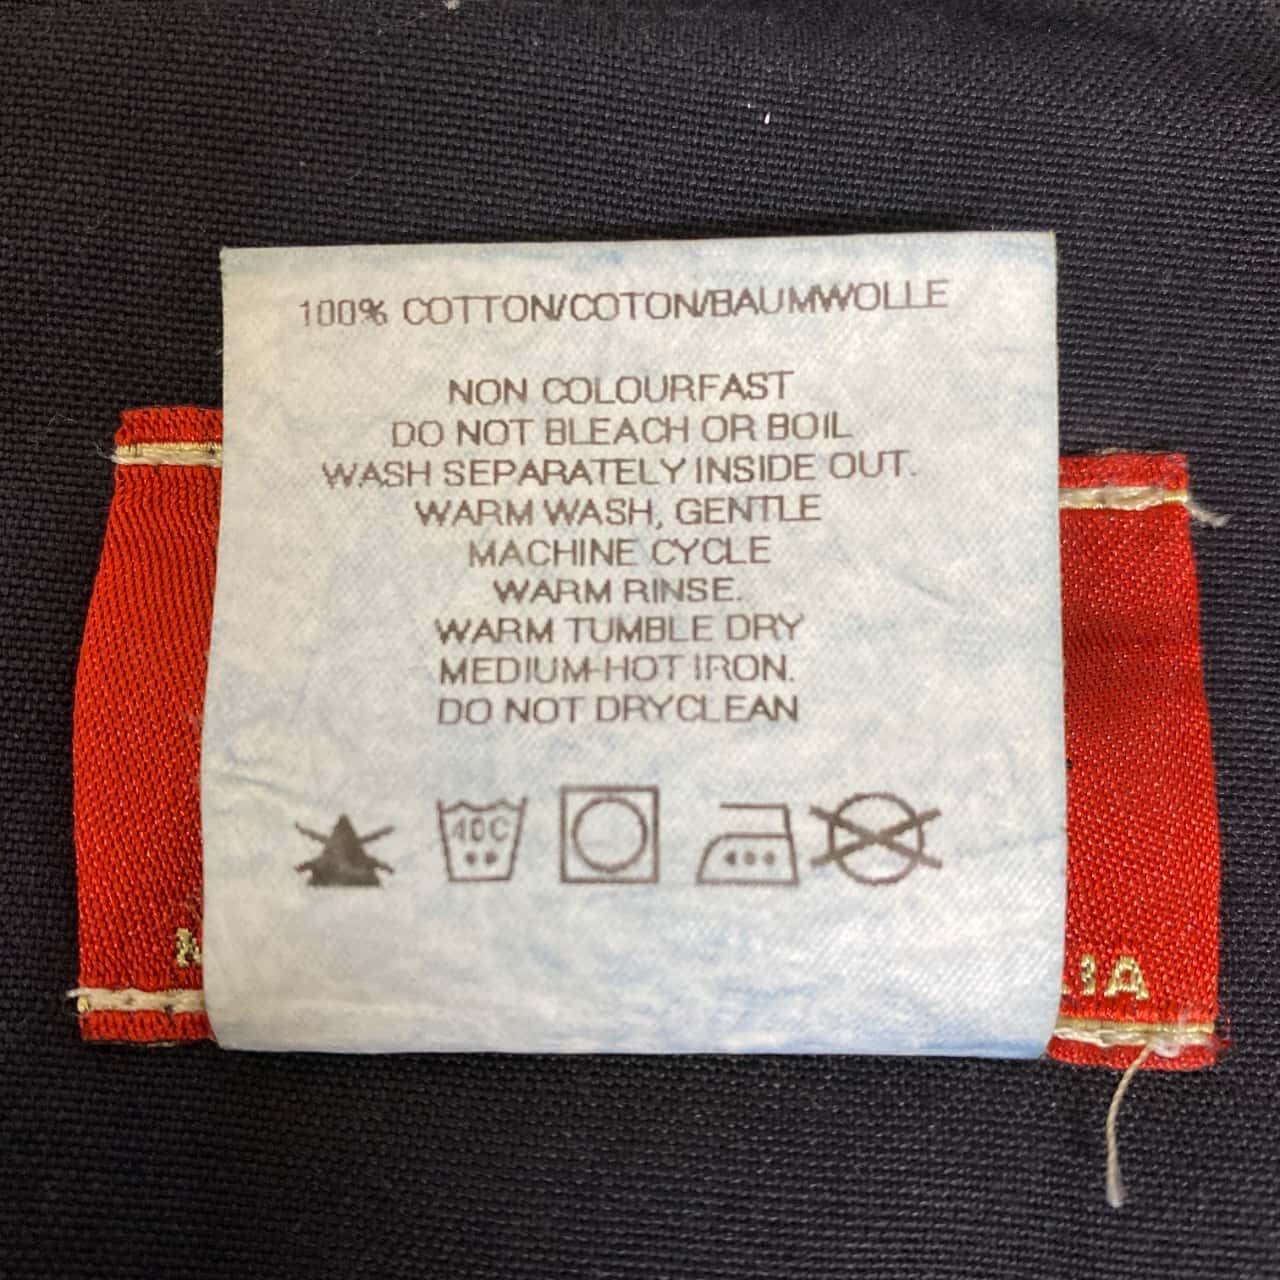 100% COTTON/COTON/BAUMWOLLE
NON COLOURFAST
DO NOT BLEACH OR BOIL
WASH SEPARATELY INSIDE OUT.
WARM WASH, GENTLE
MACHINE CYCLE
WARM RINSE.
WARM TUMBLE DRY
MEDIUM-HOT IRON.
DO NOT DRYCLEAN
40C